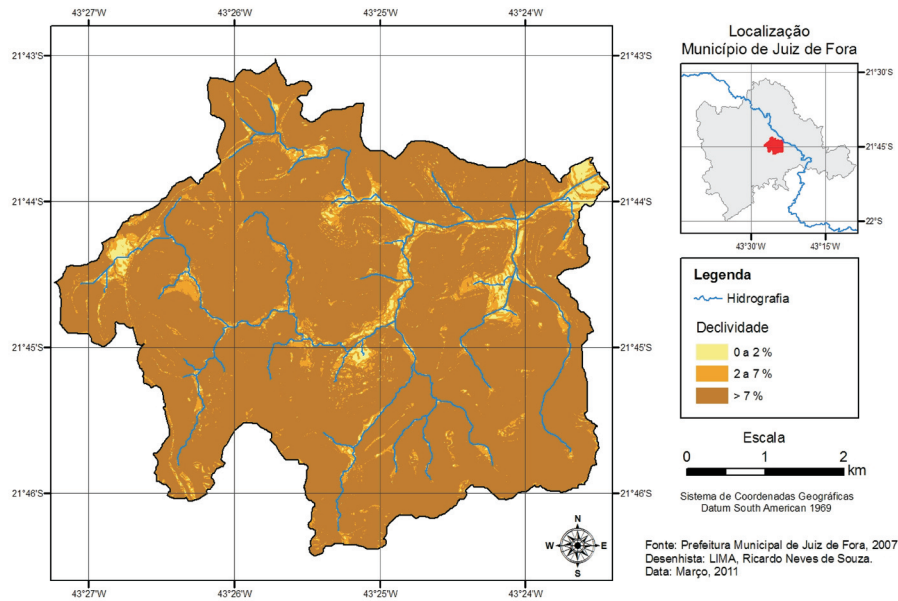 43°27'W 43°26'W 43°25'W 43°24'W
21°43'S 21°43'S
21°44'S 21°44'S
21°45'S 21°45'S
21°46'S 21°46'S
43°27'W 43°26'W 43°25'W 43°24'W
N
W E
S
Localização
Município de Juiz de Fora
21°30'S
21°45'S
22°S
43°30'W 43°15'W
Legenda
Hidrografia
Declividade
0 a 2 %
2 a 7 %
> 7 %
Escala
0 1 2
km
Sistema de Coordenadas Geográficas
Datum South American 1969
Fonte: Prefeitura Municipal de Juiz de Fora, 2007
Desenhista: LIMA, Ricardo Neves de Souza.
Data: Março, 2011